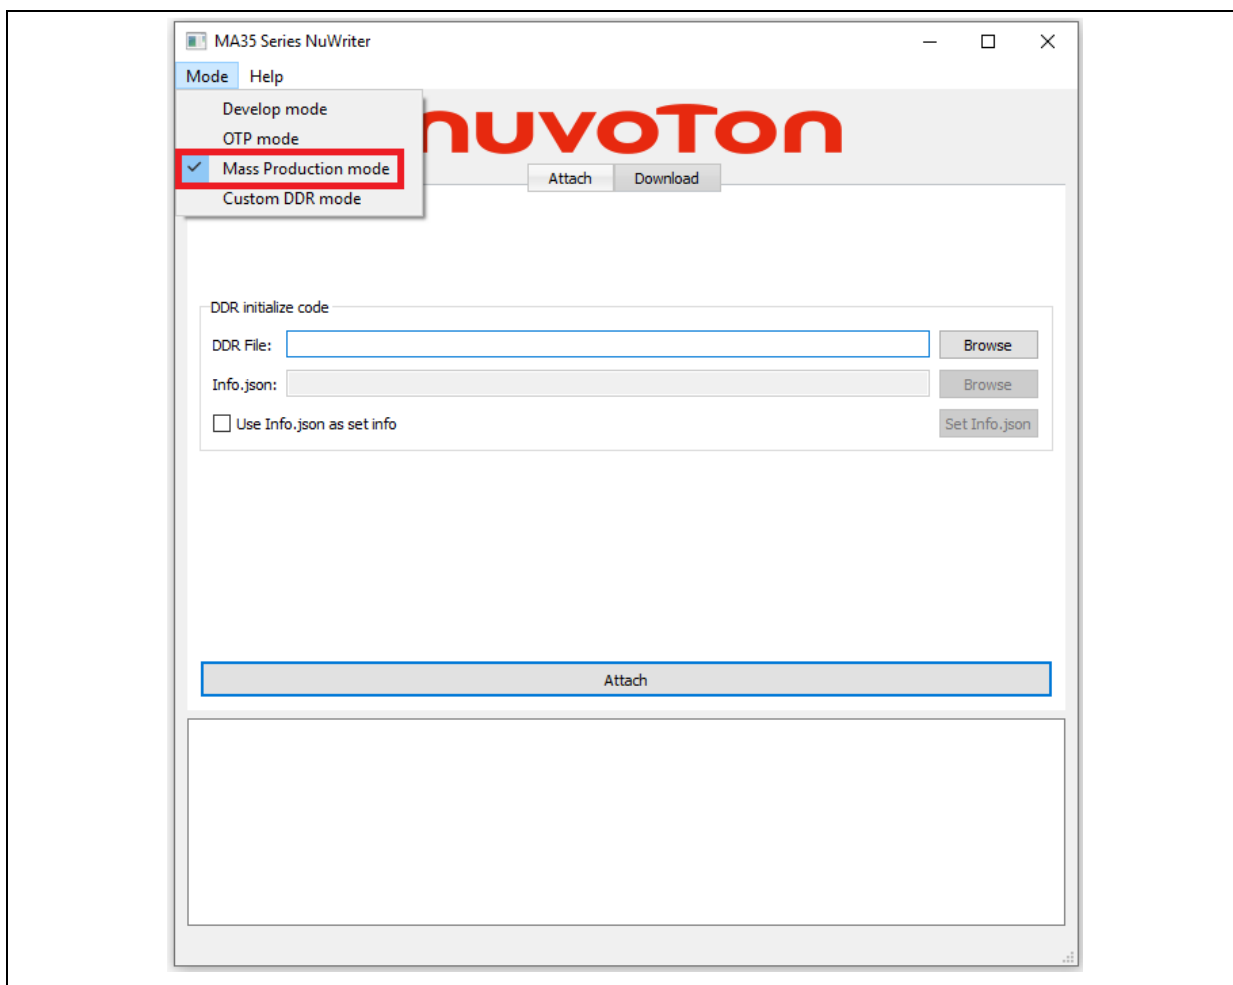 MA35 Series NuWriter
Mode Help
Develop mode
OTP mode
Mass Production mode
Custom DDR mode
nuvoTon
Attach Download
DDR initialize code
DDR File: Browse
Info.json: Browse
Use Info.json as set info Set Info.json
Attach